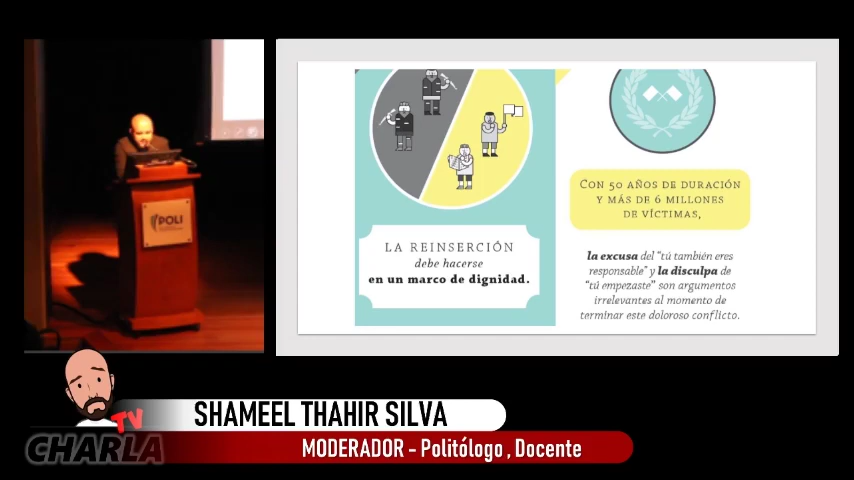 POLI
LA REINSERCIÓN
debe hacerse
en un marco de dignidad.
CON 50 AÑOS DE DURACIÓN
Y MÁS DE 6 MILLONES
DE VÍCTIMAS,
la excusa del "tú también eres
responsable" y la disculpa de
"tú empezaste" son argumentos
irrelevantes al momento de
terminar este doloroso conflicto.
TV
CHARLA
SHAMEEL THAHIR SILVA
MODERADOR - Politólogo , Docente